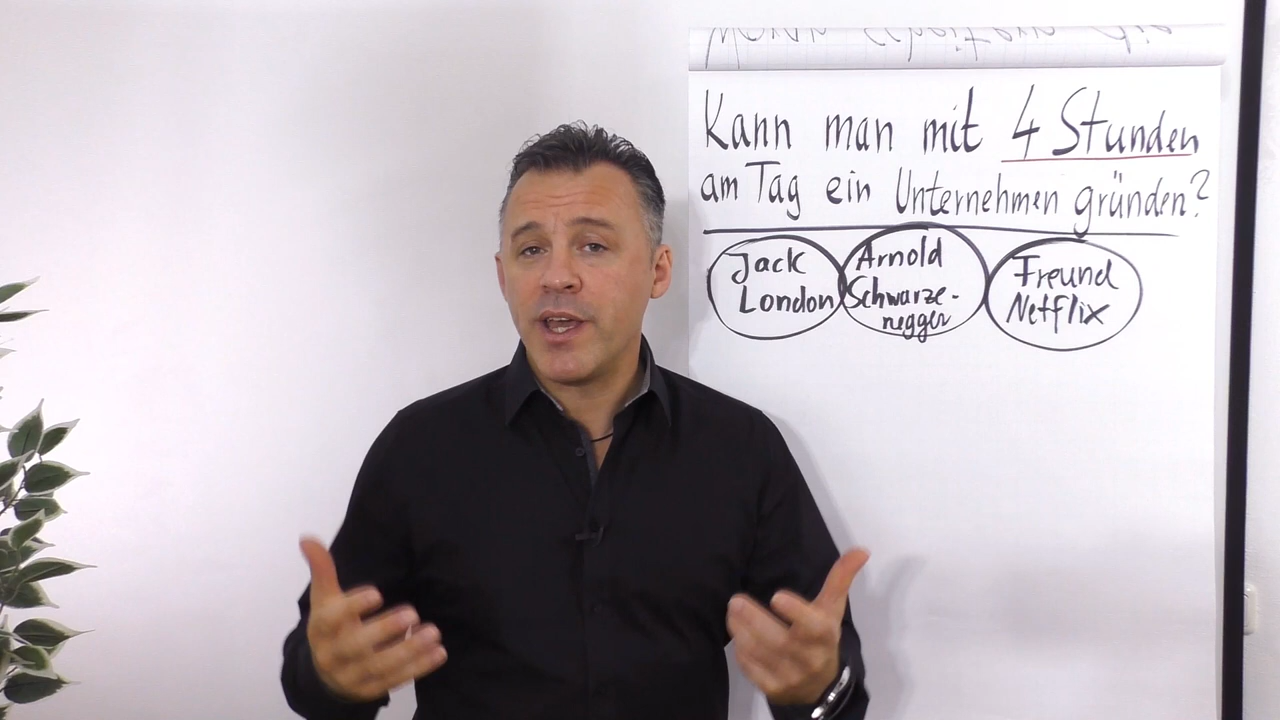 Kann man mit 4 Stunden
am Tag ein Unternehmen gründen?
Jack
London
Arnold
Schwarze-
negger
Freund
Netflix